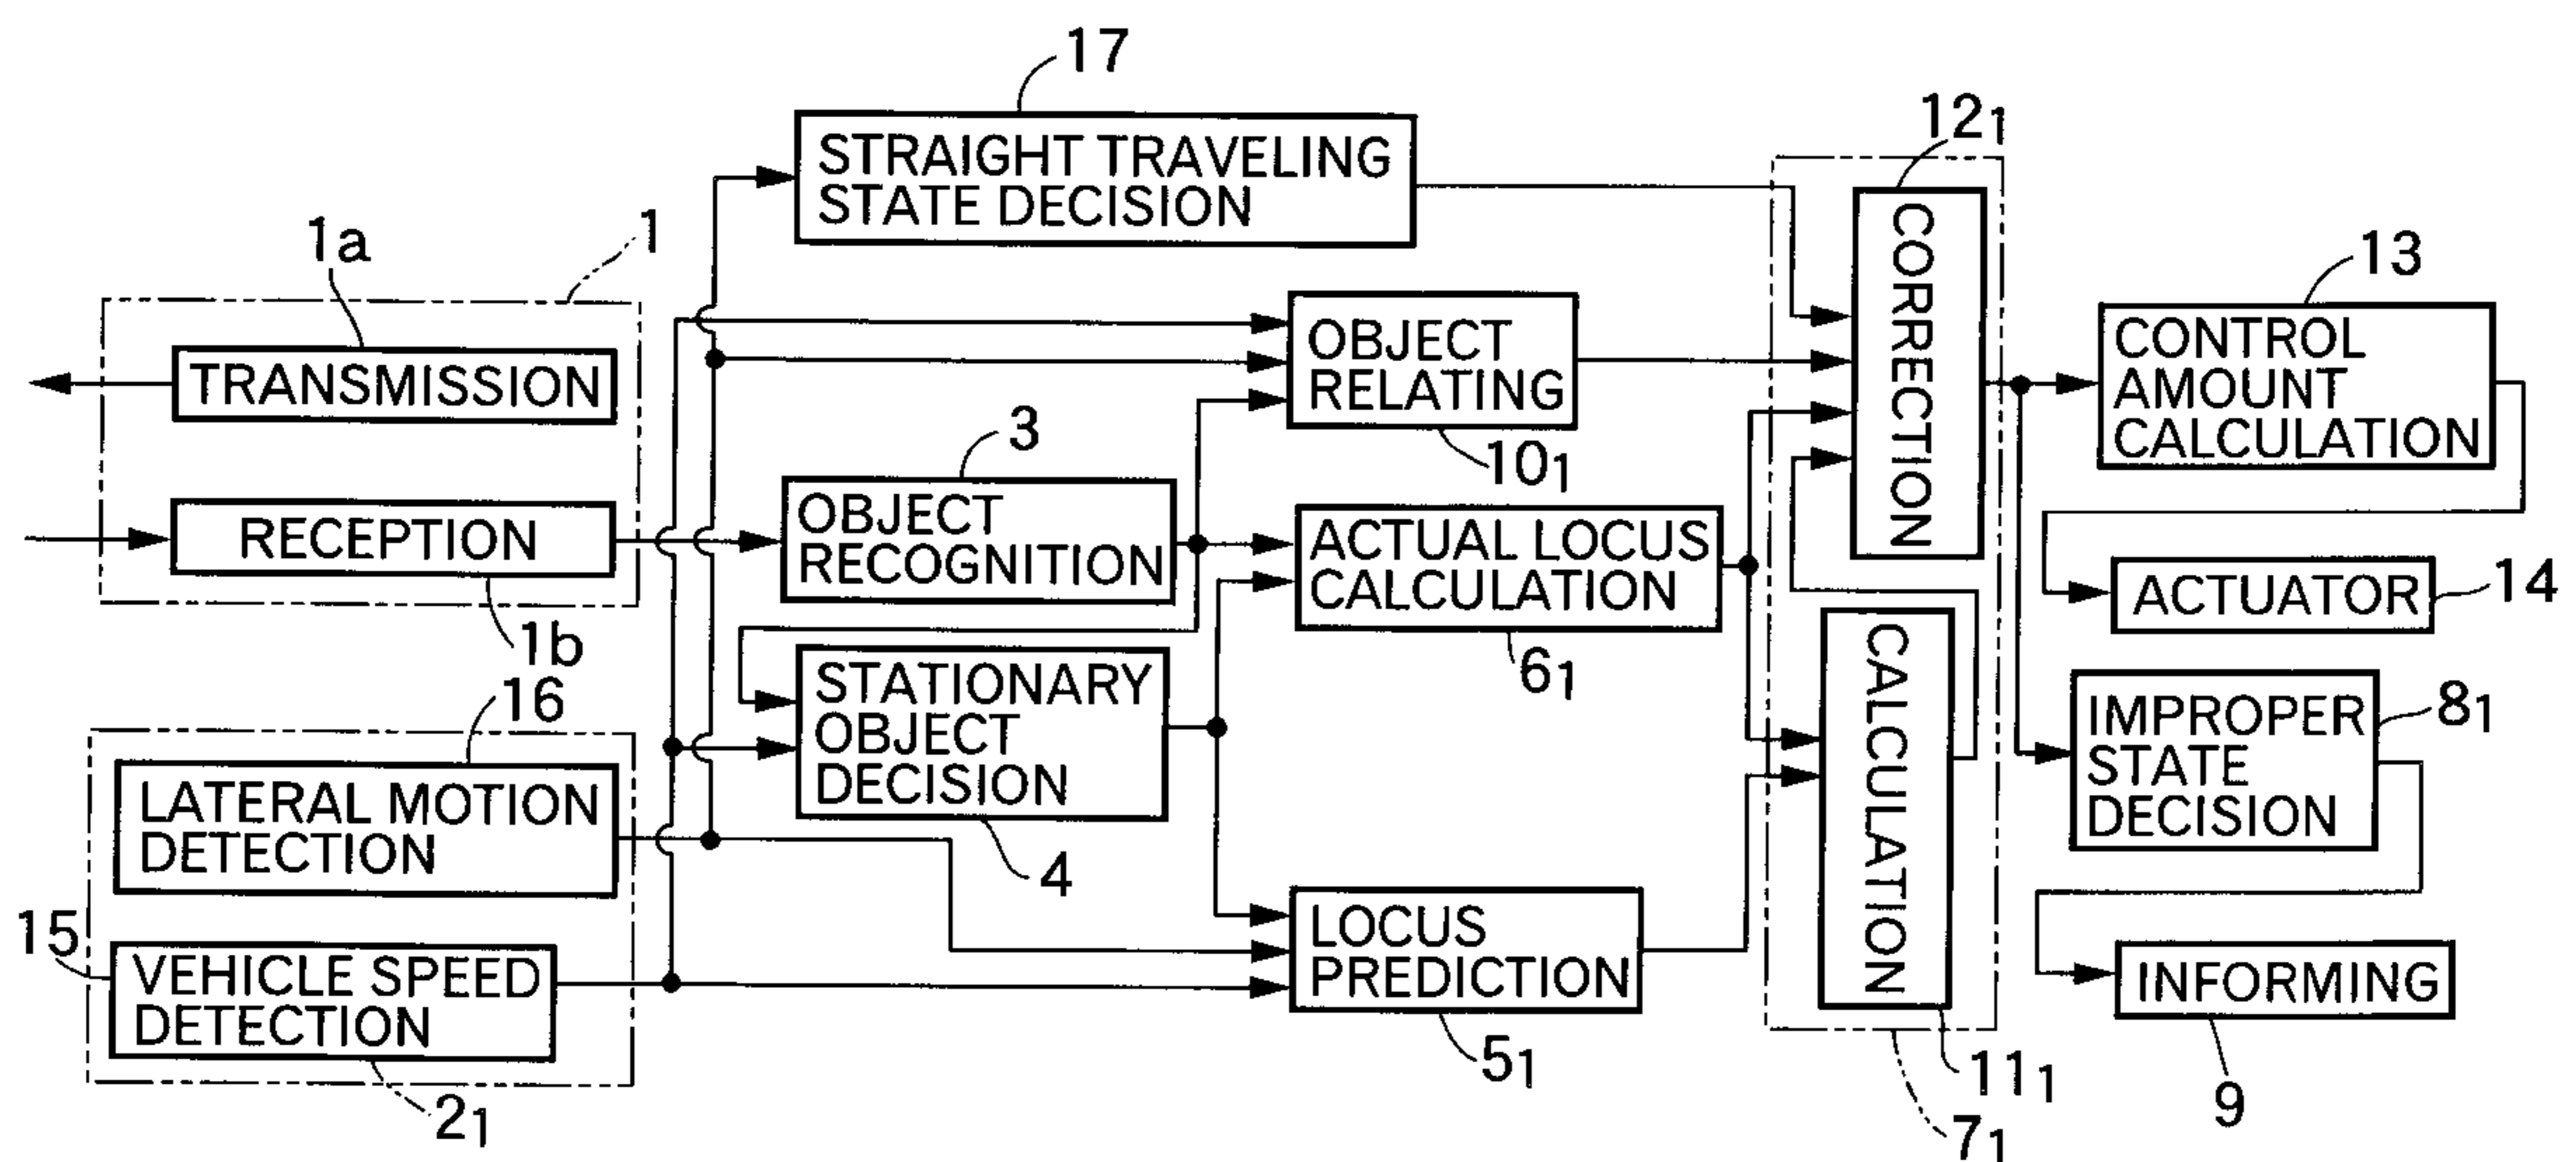 17
STRAIGHT TRAVELING
STATE DECISION
12₁
CORRECTION
1
1a
TRANSMISSION
RECEPTION
1b
13
CONTROL
AMOUNT
CALCULATION
OBJECT
RELATING
10₁
3
OBJECT
RECOGNITION
ACTUAL LOCUS
CALCULATION
6₁
ACTUATOR
14
16
LATERAL MOTION
DETECTION
STATIONARY
OBJECT
DECISION
4
CALCULATION
11₁
7₁
IMPROPER
STATE
DECISION
8₁
15
VEHICLE SPEED
DETECTION
2₁
LOCUS
PREDICTION
5₁
INFORMING
9